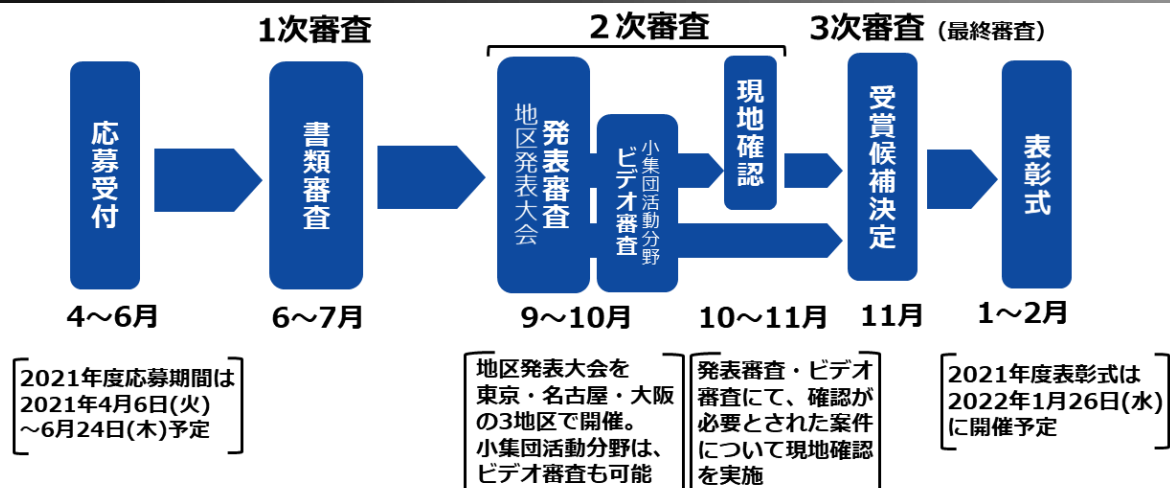 1次審査
2次審査
3次審査 (最終審査)
応募受付
書類審査
発表審査
地区発表大会
小集団活動分野
ビデオ審査
現地確認
受賞候補決定
表彰式
4～6月
6～7月
9～10月
10～11月
11月
1～2月
2021年度応募期間は
2021年4月6日(火)
～6月24日(木)予定
地区発表大会を
東京・名古屋・大阪
の3地区で開催。
小集団活動分野は、
ビデオ審査も可能
発表審査・ビデオ
審査にて、確認が
必要とされた案件
について現地確認
を実施
2021年度表彰式は
2022年1月26日(水)
に開催予定